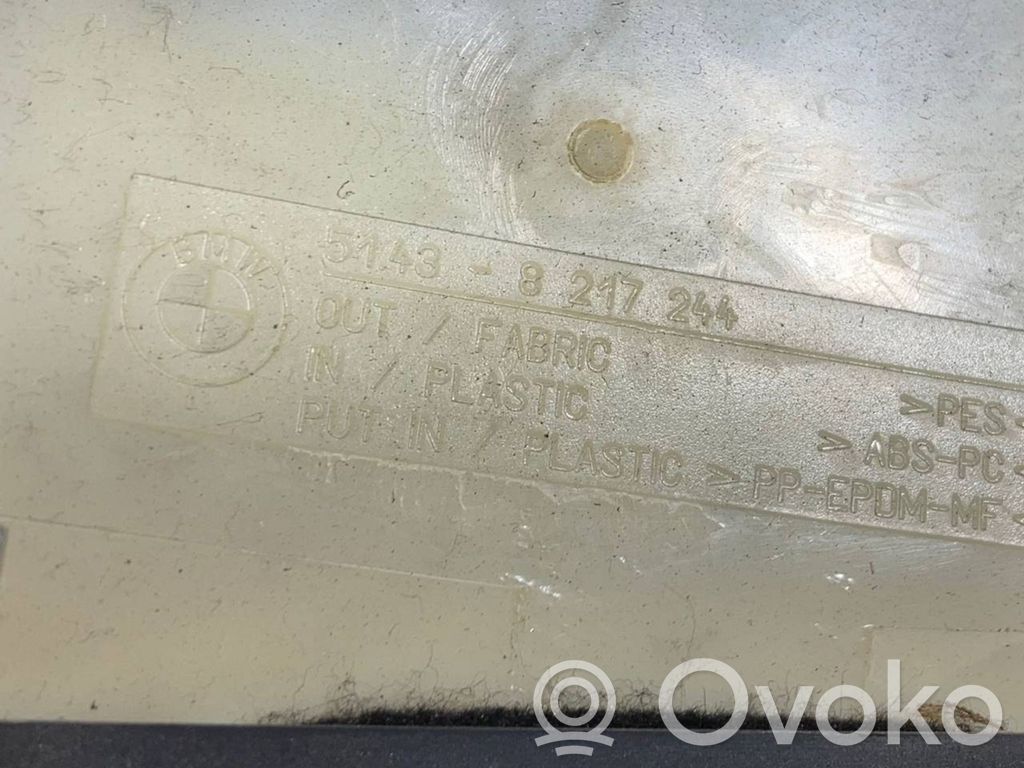 BMW
5143 - 8 217 244
OUT / FABRIC >PES<
IN / PLASTIC >ABS-PC<
PUT IN / PLASTIC >PP-EPDM-MF<
Ovoko